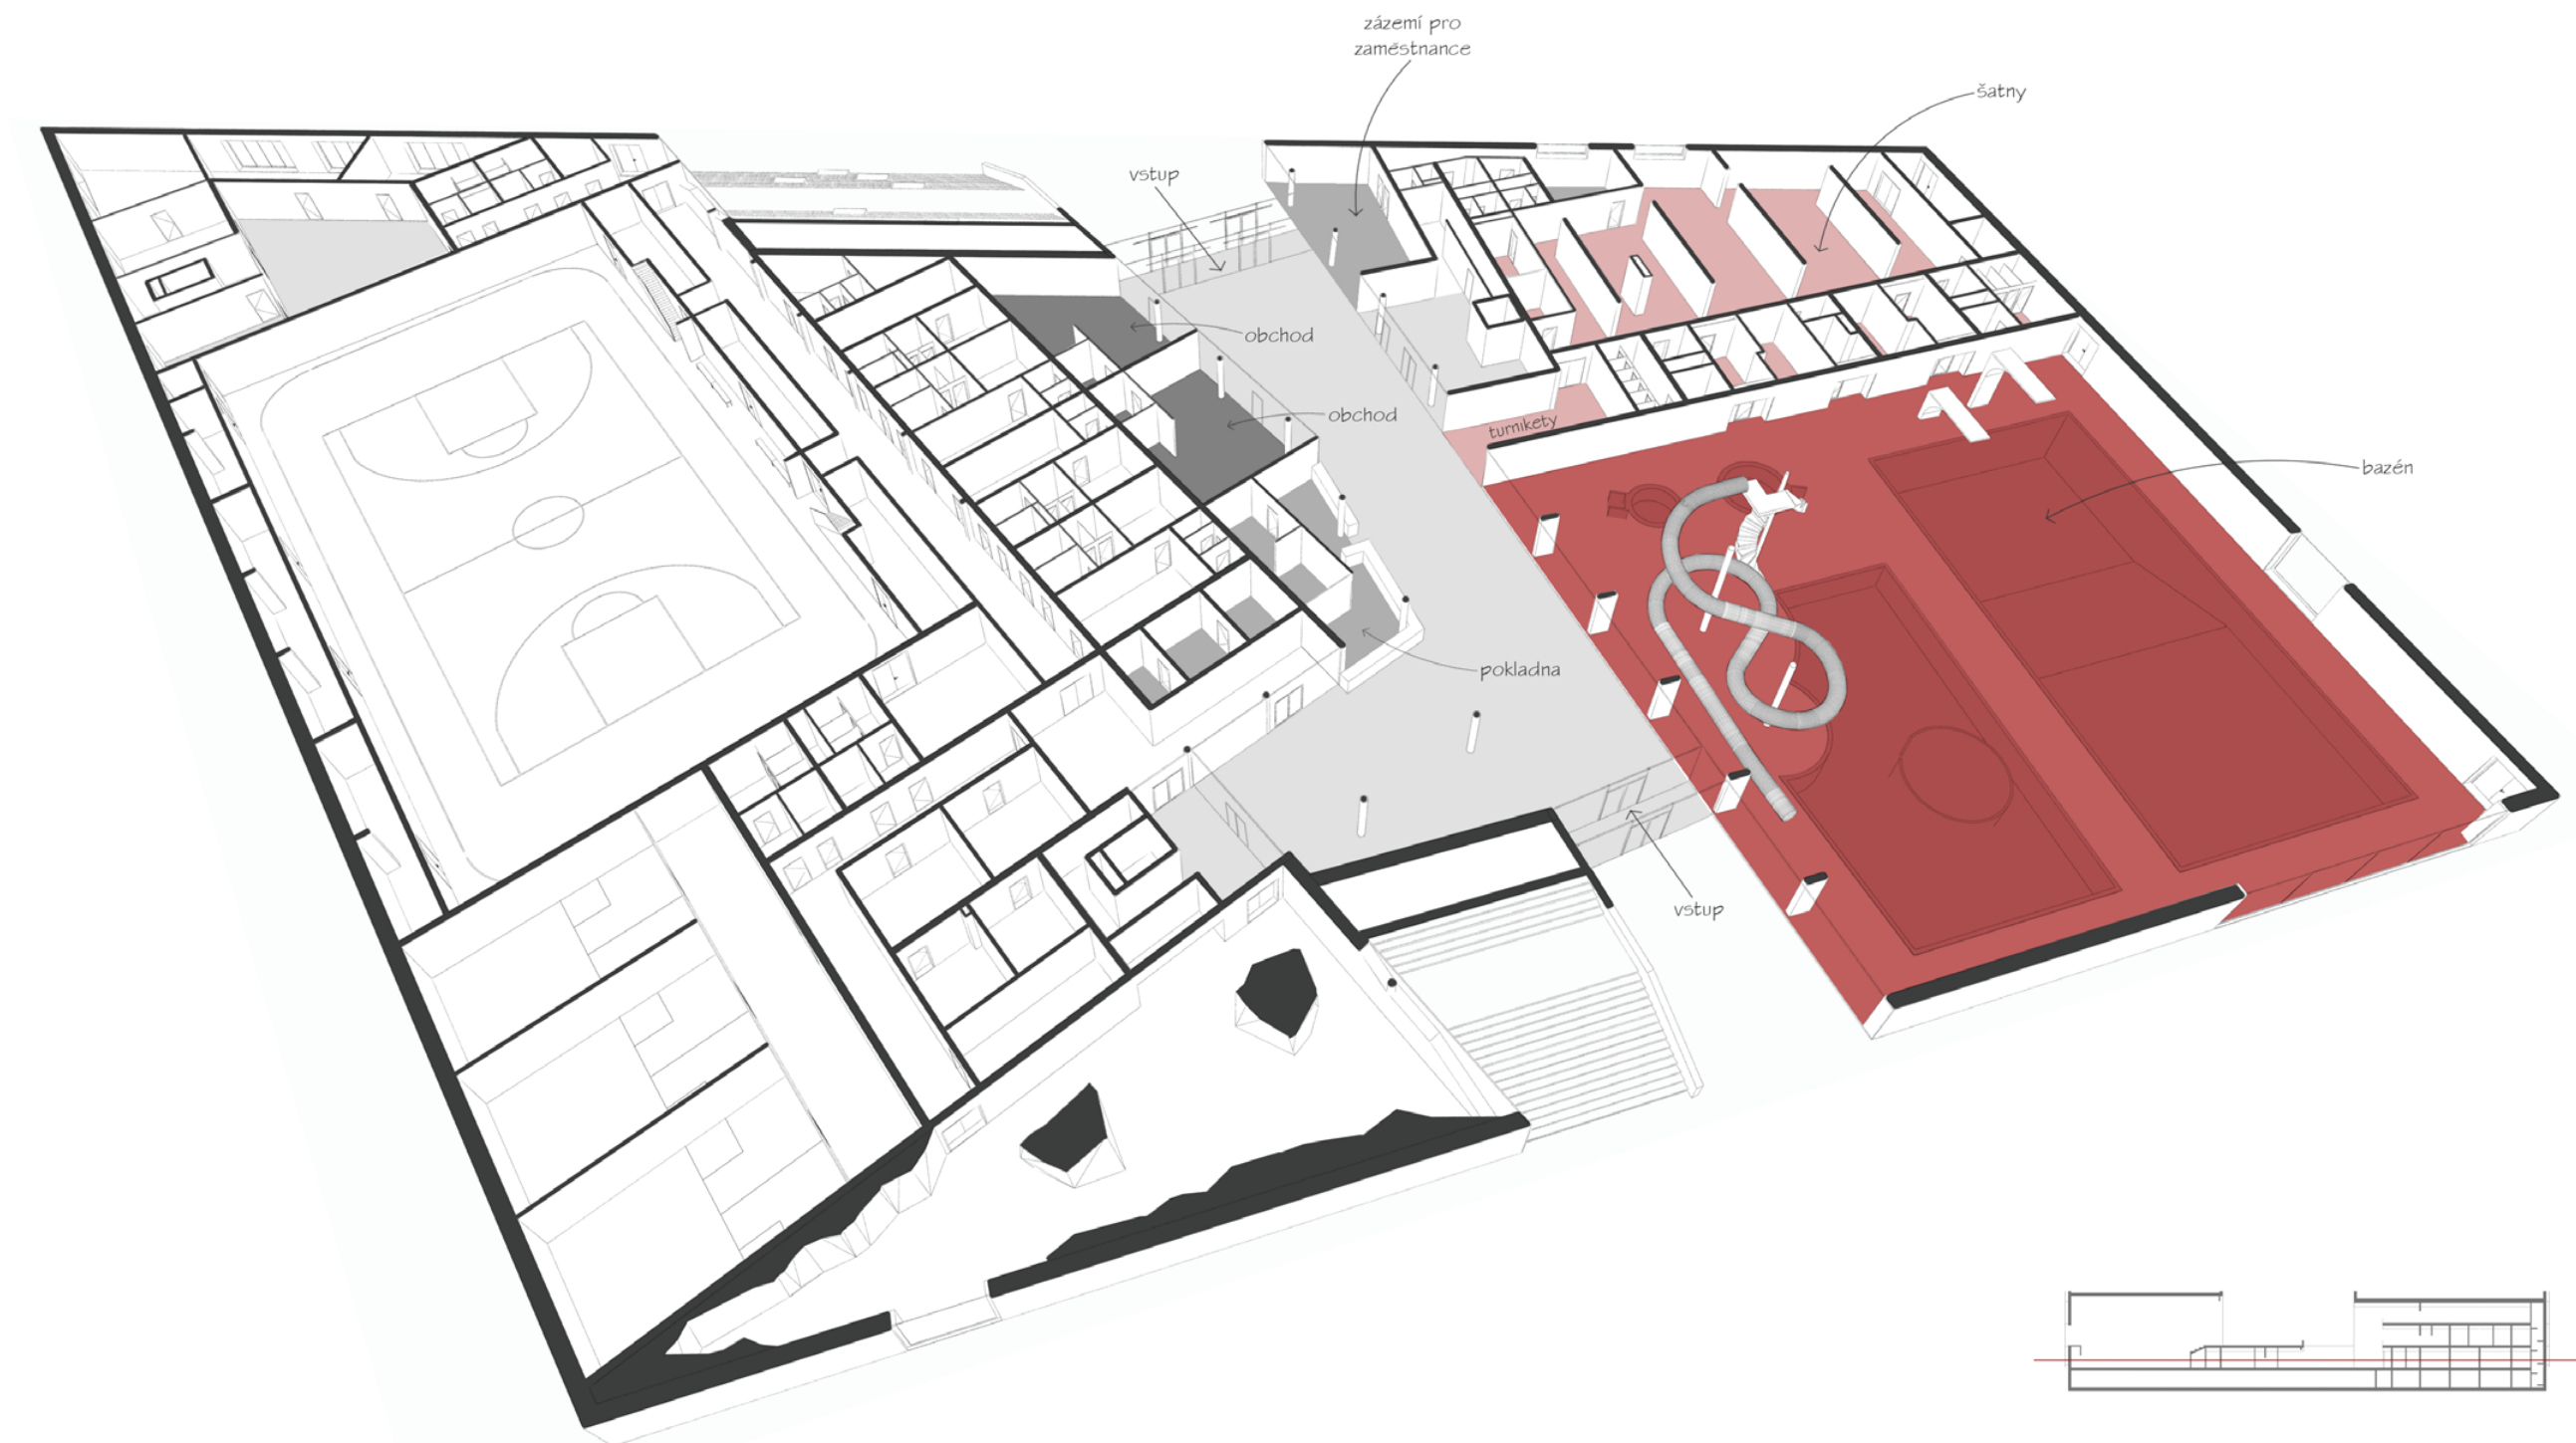 zázemí pro
zaměstnance
šatny
vstup
obchod
obchod
turnikety
bazén
pokladna
vstup